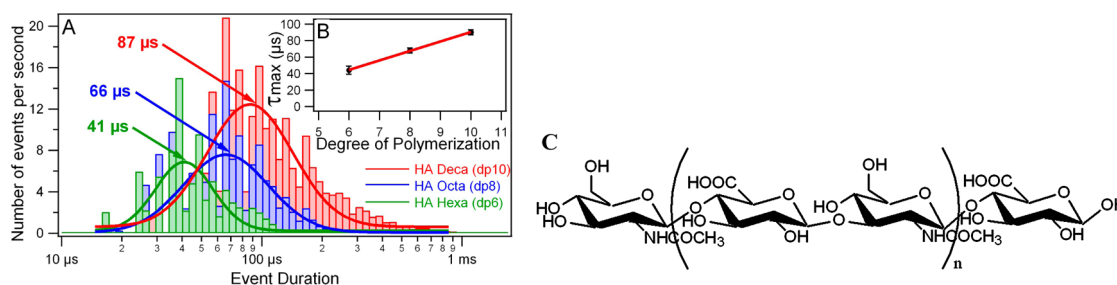 A
Number of events per second
20
16
12
8
4
0
87 µs
66 µs
41 µs
HA Deca (dp10)
HA Octa (dp8)
HA Hexa (dp6)
10 µs
2
3
4
5
6
7
8
9
100 µs
2
3
4
5
6
7
8
9
1 ms
Event Duration
B
τmax (µs)
100
80
60
40
20
0
5
6
7
8
9
10
11
Degree of Polymerization
C
OH
HO
HO
O
NHCOCH3
O
HOOC
HO
O
OH
O
OH
HO
O
NHCOCH3
O
n
HOOC
HO
O
OH
OH